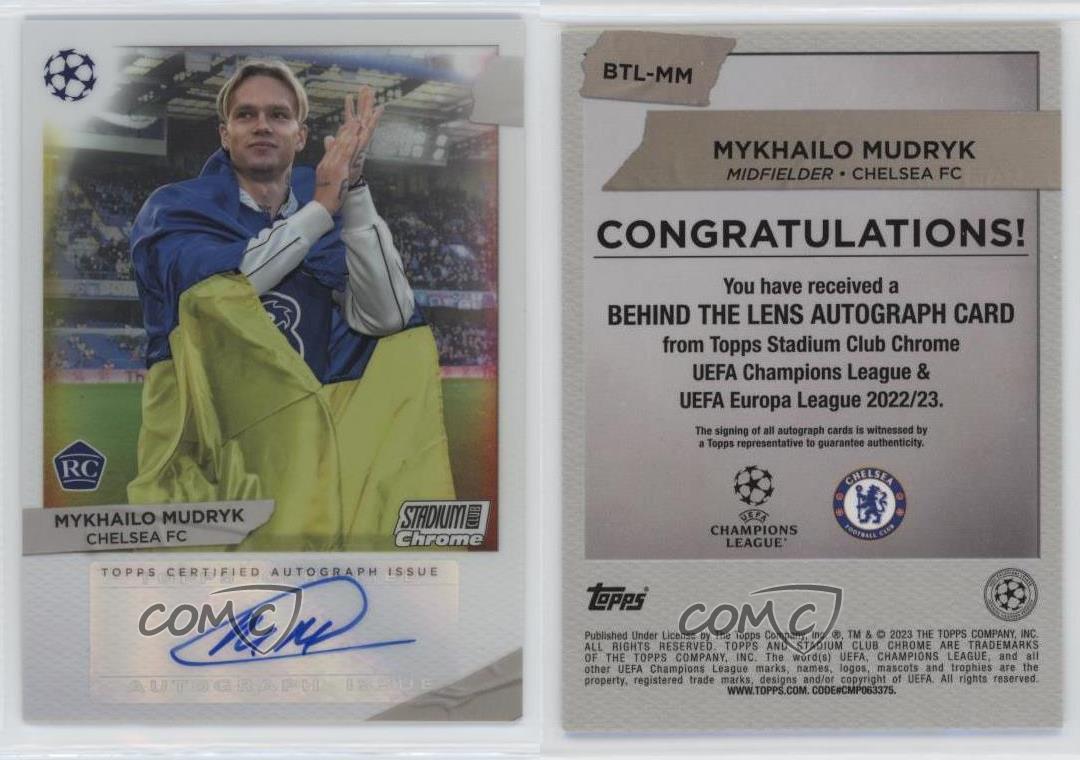 RC
MYKHAILO MUDRYK
CHELSEA FC
STADIUM CLUB
Chrome
TOPPS CERTIFIED AUTOGRAPH ISSUE
COMC
AUTOGRAPH ISSUE
BTL-MM
MYKHAILO MUDRYK
MIDFIELDER • CHELSEA FC
CONGRATULATIONS!
You have received a
BEHIND THE LENS AUTOGRAPH CARD
from Topps Stadium Club Chrome
UEFA Champions League &
UEFA Europa League 2022/23.
The signing of all autograph cards is witnessed by
a Topps representative to guarantee authenticity.
UEFA
CHAMPIONS
LEAGUE
CHELSEA
FOOTBALL CLUB
topps
COMC
Published Under License by The Topps Company, Inc. ®, TM & © 2023 THE TOPPS COMPANY, INC.
ALL RIGHTS RESERVED. TOPPS AND STADIUM CLUB CHROME ARE TRADEMARKS
OF THE TOPPS COMPANY, INC. The word(s) UEFA, CHAMPIONS LEAGUE, and all
other UEFA Champions League marks, names, logos, mascots and trophies are the
property, registered trade marks, designs and/or copyright of UEFA. All rights reserved.
WWW.TOPPS.COM. CODE#CMP063375.